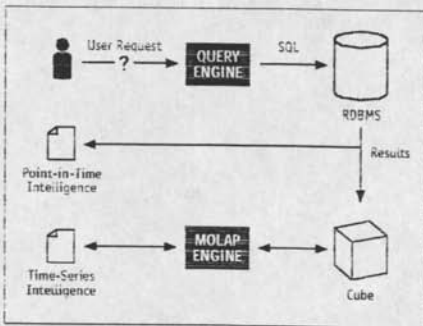 User Request
?
QUERY
ENGINE
SQL
RDBMS
Results
Point-in-Time
Intelligence
MOLAP
ENGINE
Time-Series
Intelligence
Cube